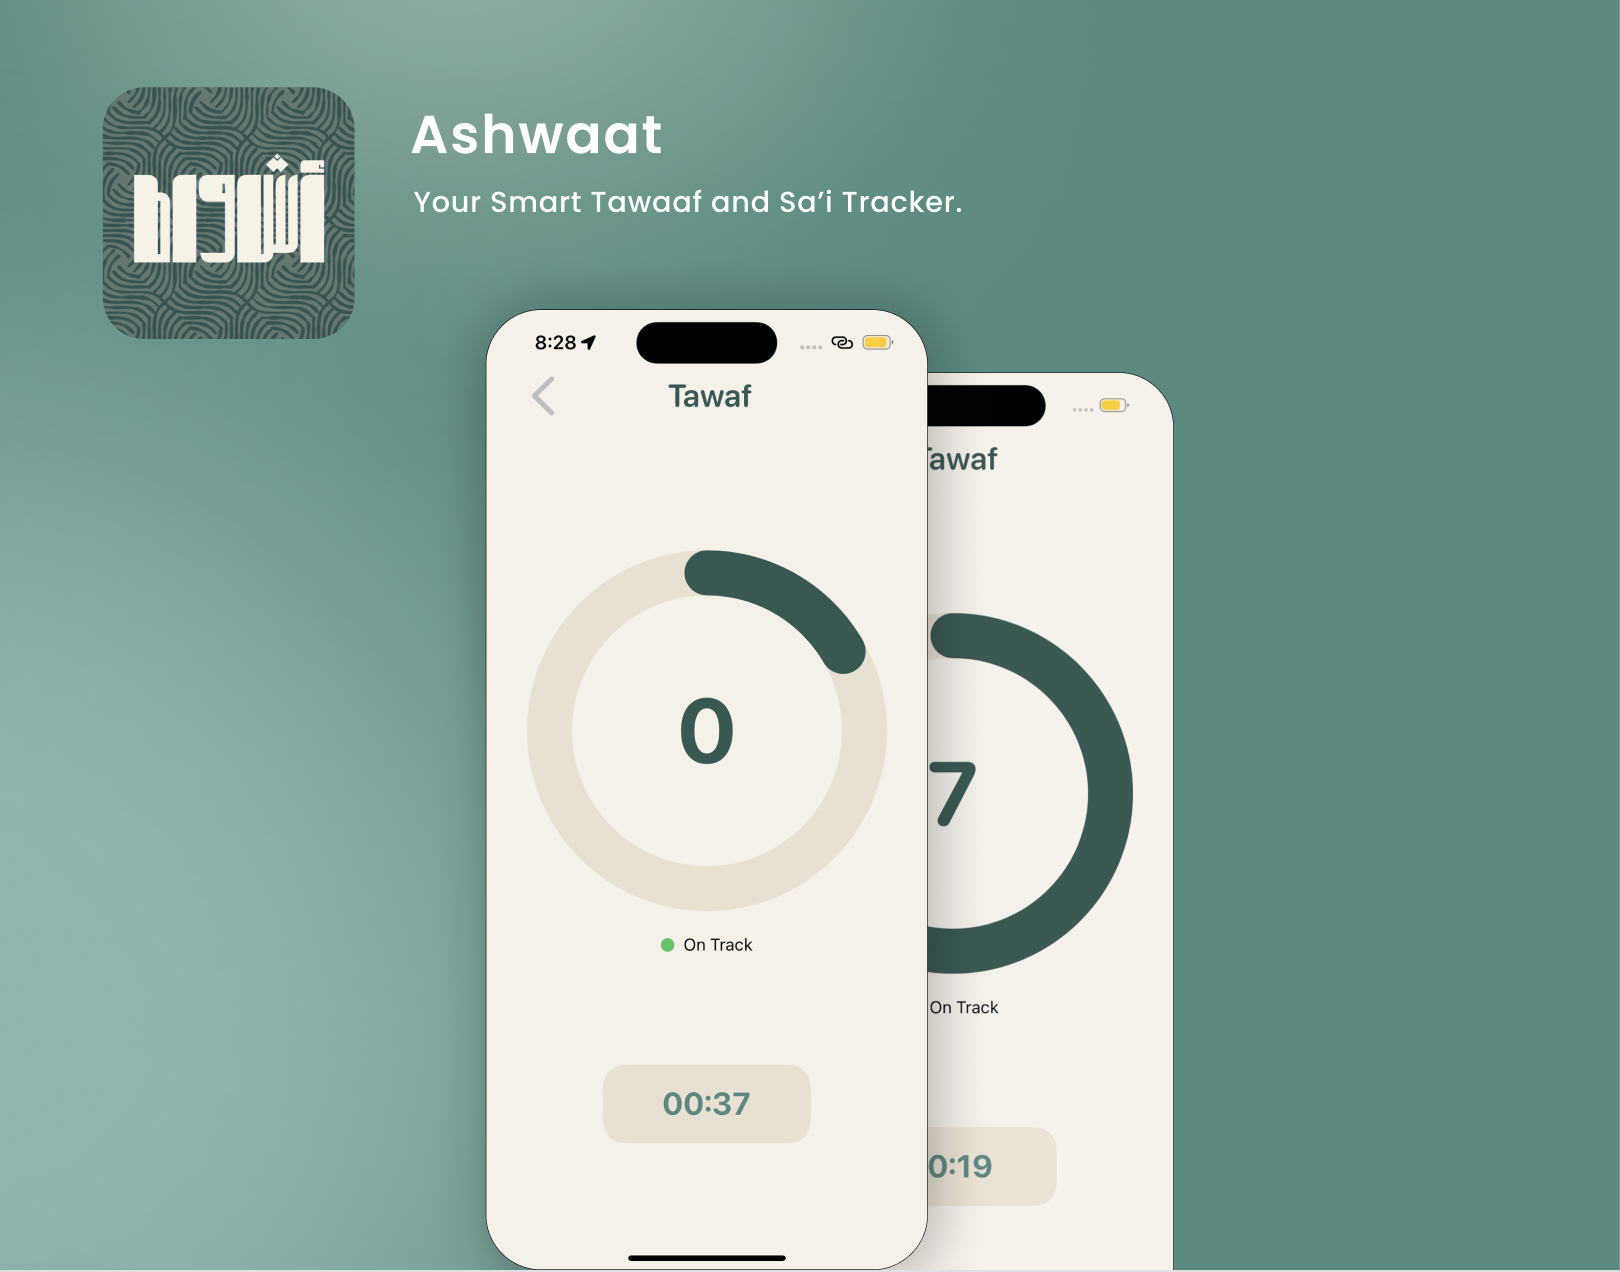 أشواط
Ashwaat
Your Smart Tawaaf and Sa’i Tracker.
8:28
Tawaf
0
On Track
00:37
Tawaf
7
On Track
0:19